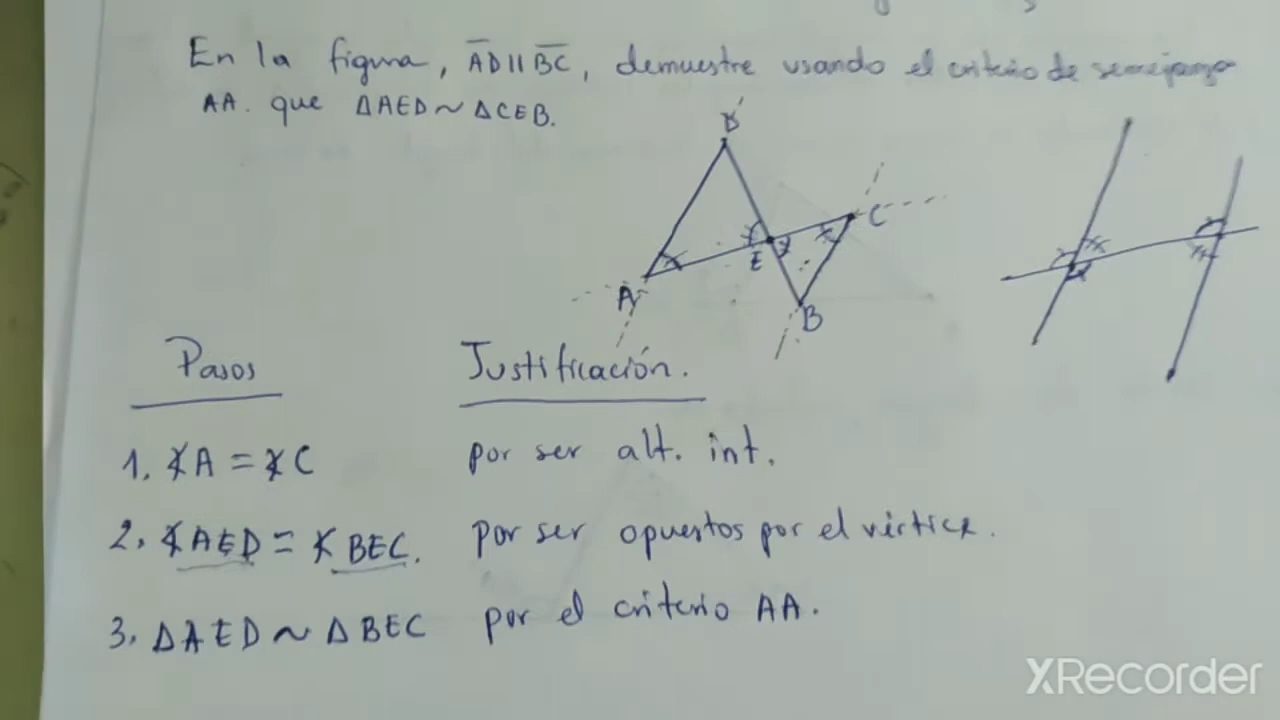 En la figura, AD || BC, demuestre usando el criterio de semejanza
AA. que ΔAED ~ ΔCEB.
D
C
E
A
B
Pasos Justificación.
1. ∢A = ∢C por ser alt. int.
2. ∢AED = ∢BEC. por ser opuestos por el vértice.
3. ΔAED ~ ΔBEC por el criterio AA.
XRecorder